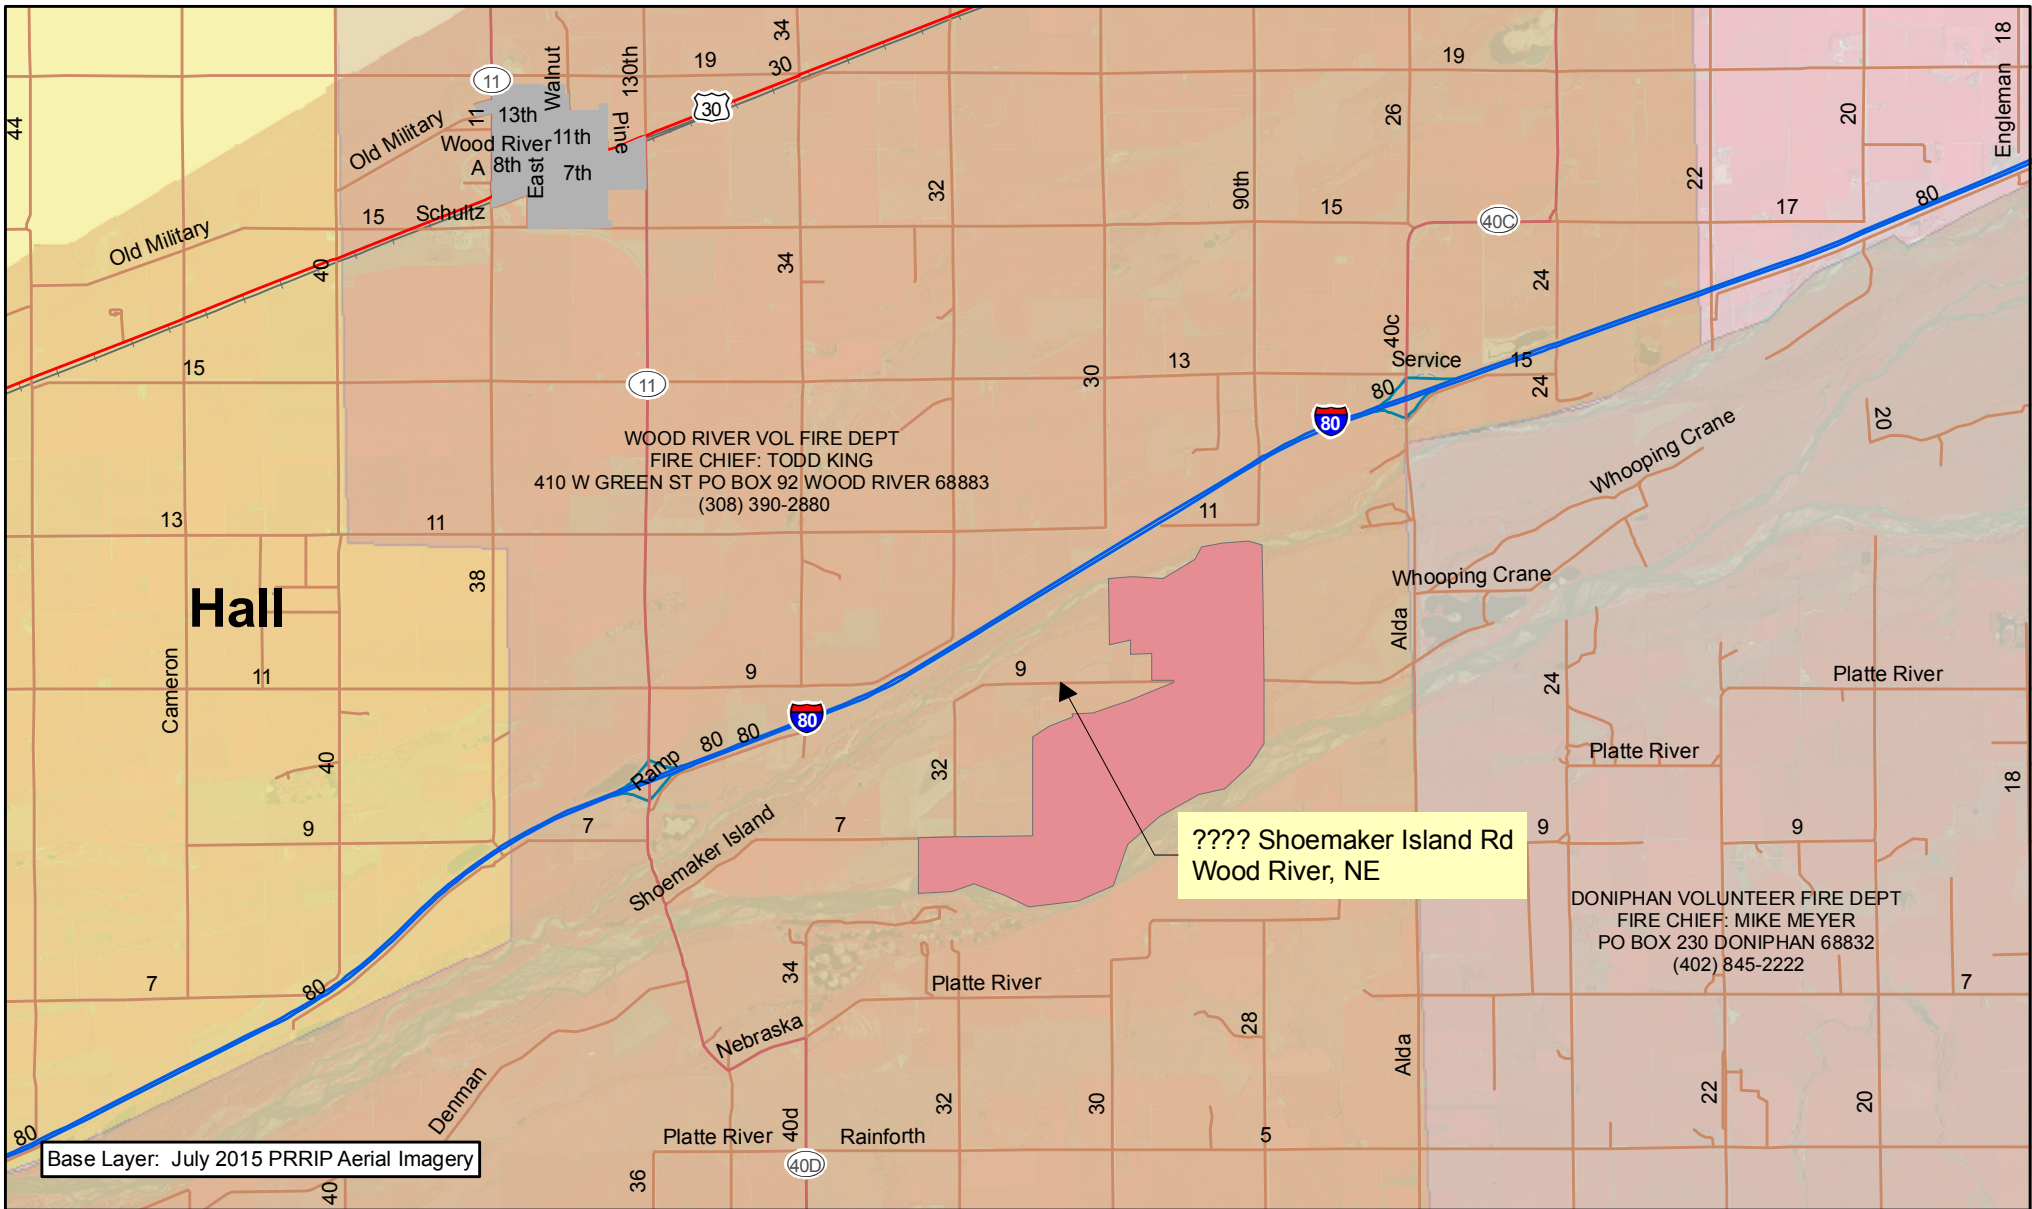 44
11
Walnut
130th
34
19
30
30
19
18
Engleman
20
26
22
Old Military
11
13th
Wood River
11th
Pine
A
8th
East
7th
32
90th
15
40C
17
80
15
Schultz
Old Military
40
34
24
15
11
30
13
40c
Service
15
80
24
80
20
Whooping Crane
WOOD RIVER VOL FIRE DEPT
FIRE CHIEF: TODD KING
410 W GREEN ST PO BOX 92 WOOD RIVER 68883
(308) 390-2880
13
11
11
38
Hall
Whooping Crane
Alda
Cameron
11
9
9
24
Platte River
80
80
80
Ramp
40
32
Platte River
18
9
7
Shoemaker Island
7
???? Shoemaker Island Rd
Wood River, NE
9
9
DONIPHAN VOLUNTEER FIRE DEPT
FIRE CHIEF: MIKE MEYER
PO BOX 230 DONIPHAN 68832
(402) 845-2222
7
80
34
Platte River
7
Nebraska
28
Alda
Denman
40d
32
30
22
20
80
Platte River
Rainforth
5
Base Layer:  July 2015 PRRIP Aerial Imagery
40D
40
36